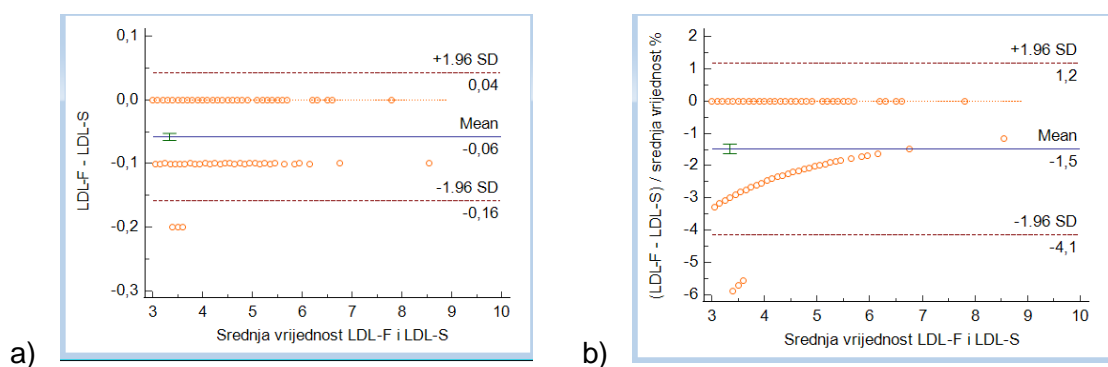 0,1
0,0
-0,1
-0,2
-0,3
LDL-F - LDL-S
+1.96 SD
0,04
Mean
-0,06
-1.96 SD
-0,16
3 4 5 6 7 8 9 10
Srednja vrijednost LDL-F i LDL-S
a)
2
1
0
-1
-2
-3
-4
-5
-6
(LDL-F - LDL-S) / srednja vrijednost %
+1.96 SD
1,2
Mean
-1,5
-1.96 SD
-4,1
3 4 5 6 7 8 9 10
Srednja vrijednost LDL-F i LDL-S
b)